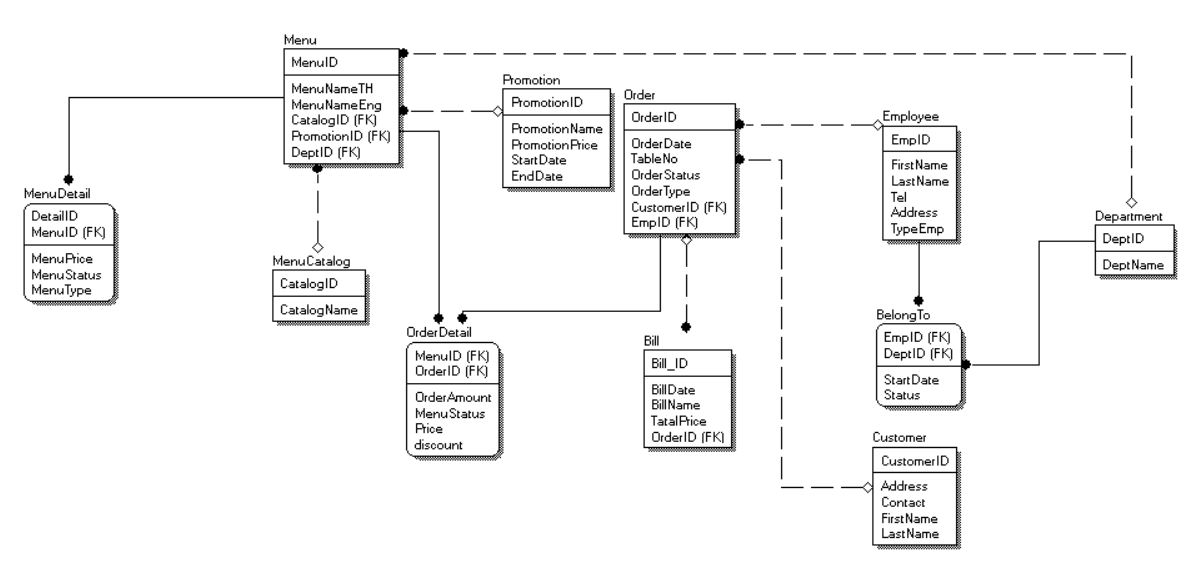 Menu
MenuID
MenuNameTH
MenuNameEng
CatalogID (FK)
PromotionID (FK)
DeptID (FK)
Promotion
PromotionID
PromotionName
PromotionPrice
StartDate
EndDate
Order
OrderID
OrderDate
TableNo
OrderStatus
OrderType
CustomerID (FK)
EmpID (FK)
Employee
EmpID
FirstName
LastName
Tel
Address
TypeEmp
MenuDetail
DetailID
MenuID (FK)
MenuPrice
MenuStatus
MenuType
MenuCatalog
CatalogID
CatalogName
Department
DeptID
DeptName
OrderDetail
MenuID (FK)
OrderID (FK)
OrderAmount
MenuStatus
Price
discount
Bill
Bill_ID
BillDate
BillName
TatalPrice
OrderID (FK)
BelongTo
EmpID (FK)
DeptID (FK)
StartDate
Status
Customer
CustomerID
Address
Contact
FirstName
LastName